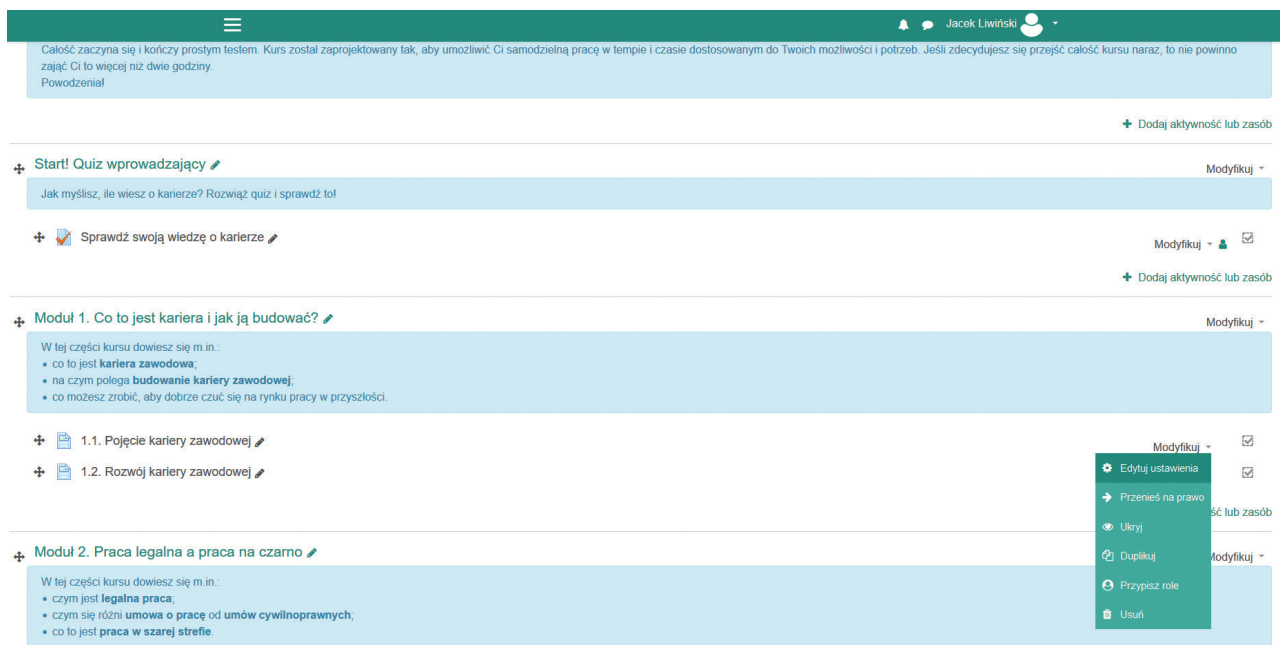 Jacek Liwiński
Całość zaczyna się i kończy prostym testem. Kurs został zaprojektowany tak, aby umożliwić Ci samodzielną pracę w tempie i czasie dostosowanym do Twoich możliwości i potrzeb. Jeśli zdecydujesz się przejść całość kursu naraz, to nie powinno
zająć Ci to więcej niż dwie godziny.
Powodzenia!
Dodaj aktywność lub zasób
Start! Quiz wprowadzający
Modyfikuj
Jak myślisz, ile wiesz o karierze? Rozwiąż quiz i sprawdź to!
Sprawdź swoją wiedzę o karierze
Modyfikuj
Dodaj aktywność lub zasób
Moduł 1. Co to jest kariera i jak ją budować?
Modyfikuj
W tej części kursu dowiesz się m.in.:
• co to jest kariera zawodowa;
• na czym polega budowanie kariery zawodowej;
• co możesz zrobić, aby dobrze czuć się na rynku pracy w przyszłości.
1.1. Pojęcie kariery zawodowej
Modyfikuj
1.2. Rozwój kariery zawodowej
Edytuj ustawienia
Przenieś na prawo
ść lub zasób
Ukryj
Moduł 2. Praca legalna a praca na czarno
Duplikuj
Modyfikuj
W tej części kursu dowiesz się m.in.:
• czym jest legalna praca;
• czym się różni umowa o pracę od umów cywilnoprawnych;
• co to jest praca w szarej strefie.
Przypisz role
Usuń